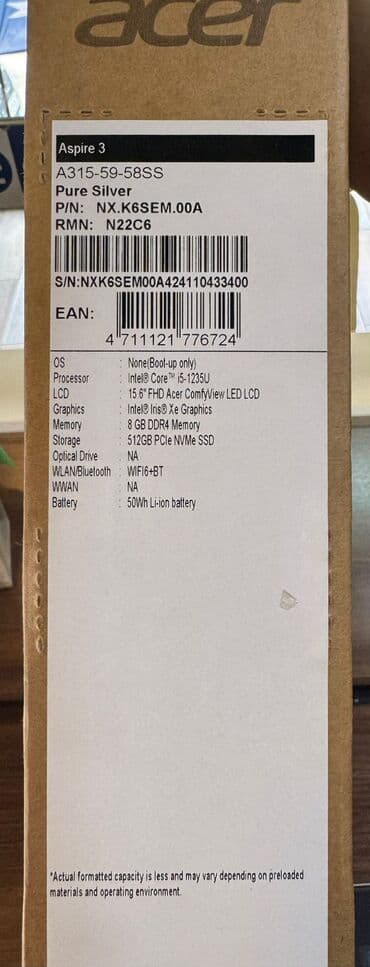 acer
Aspire 3
A315-59-58SS
Pure Silver
P/N: NX.K6SEM.00A
RMN: N22C6
S/N:NXK6SEM00A424110433400
EAN:
4 711121 776724
OS : None(Boot-up only)
Processor : Intel® Core™ i5-1235U
LCD : 15.6" FHD Acer ComfyView LED LCD
Graphics : Intel® Iris® Xe Graphics
Memory : 8 GB DDR4 Memory
Storage : 512GB PCIe NVMe SSD
Optical Drive : NA
WLAN/Bluetooth : WIFI6+BT
WWAN : NA
Battery : 50Wh Li-ion battery
*Actual formatted capacity is less and may vary depending on preloaded
materials and operating environment.